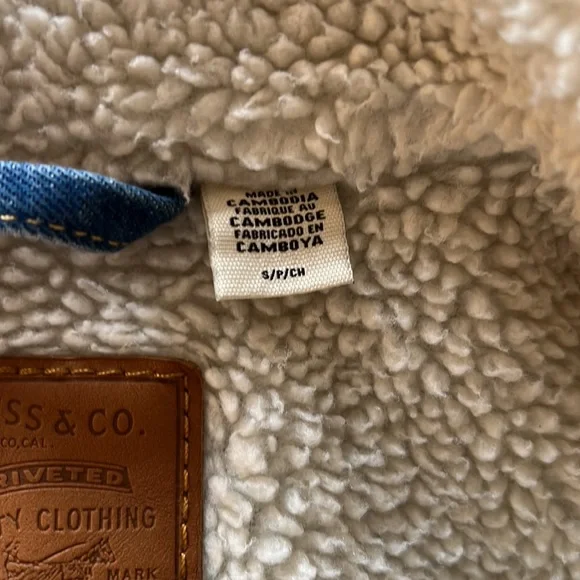 MADE IN
CAMBODIA
FABRIQUE AU
CAMBODGE
FABRICADO EN
CAMBOYA
S/P/CH
SS & CO.
CO,CAL.
RIVETED
CLOTHING
MARK